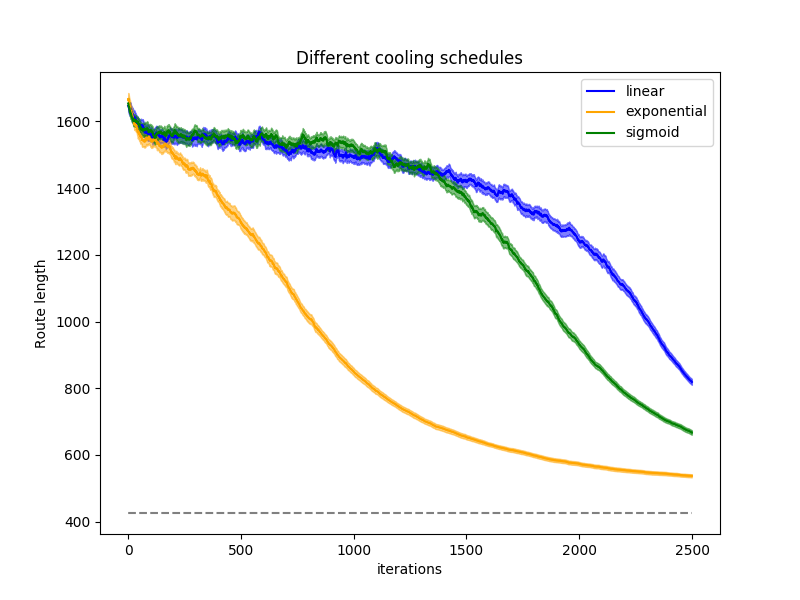 Different cooling schedules
linear
exponential
sigmoid
Route length
1600
1400
1200
1000
800
600
400
0
500
1000
1500
2000
2500
iterations